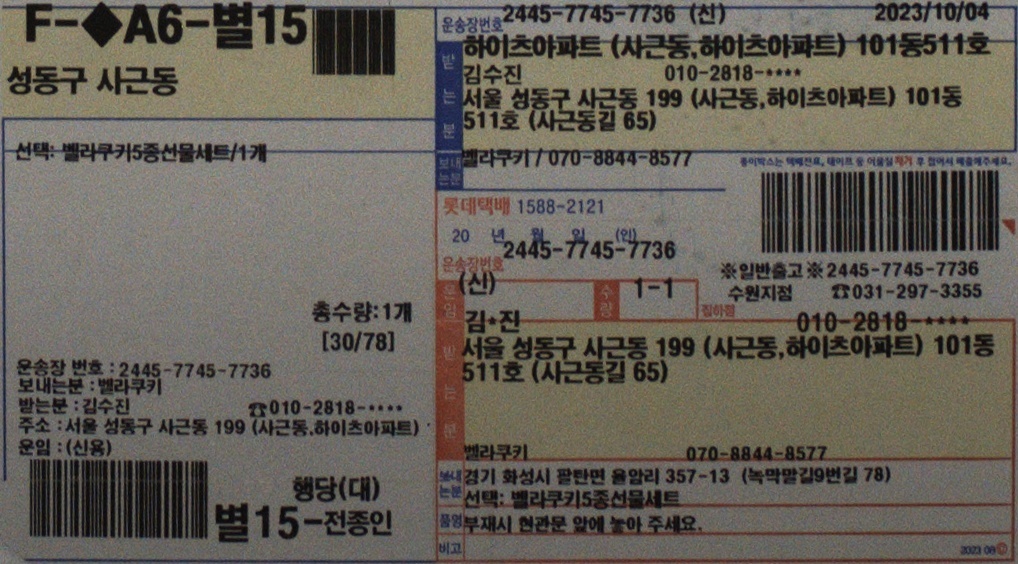 F-◆A6-별15
성동구 사근동
선택: 벨라쿠키5종선물세트/1개
총수량:1개
[30/78]
운송장 번호 : 2445-7745-7736
보내는분 : 벨라쿠키
받는분 : 김수진 ☎010-2818-****
주소 : 서울 성동구 사근동 199 (사근동,하이츠아파트)
운임 : (신용)
행당(대)
별15-전종인
운송장번호 2445-7745-7736 (신) 2023/10/04
받는분
하이츠아파트 (사근동,하이츠아파트) 101동511호
김수진 010-2818-****
서울 성동구 사근동 199 (사근동,하이츠아파트) 101동
511호 (사근동길 65)
보내는분 벨라쿠키 / 070-8844-8577
종이박스는 택배전표, 테이프 등 이물질 제거 후 접어서 배출해주세요.
롯데택배 1588-2121
20 년 월 일 (인)
운송장번호 2445-7745-7736
※일반출고※2445-7745-7736
수원지점 ☎031-297-3355
운임 (신) 수량 1-1 집하점
받는분
김*진 010-2818-****
서울 성동구 사근동 199 (사근동,하이츠아파트) 101동
511호 (사근동길 65)
벨라쿠키 070-8844-8577
보내는분 경기 화성시 팔탄면 율암리 357-13 (녹막말길9번길 78)
선택: 벨라쿠키5종선물세트
품명 부재시 현관문 앞에 놓아 주세요.
비고
2023 08